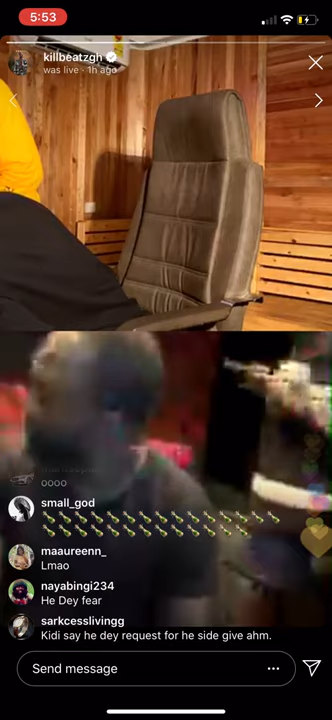 5:53
killbeatzgh
was live · 1h ago
oooo
small_god
maaureenn_
Lmao
nayabingi234
He Dey fear
sarkcesslivingg
Kidi say he dey request for he side give ahm.
Send message